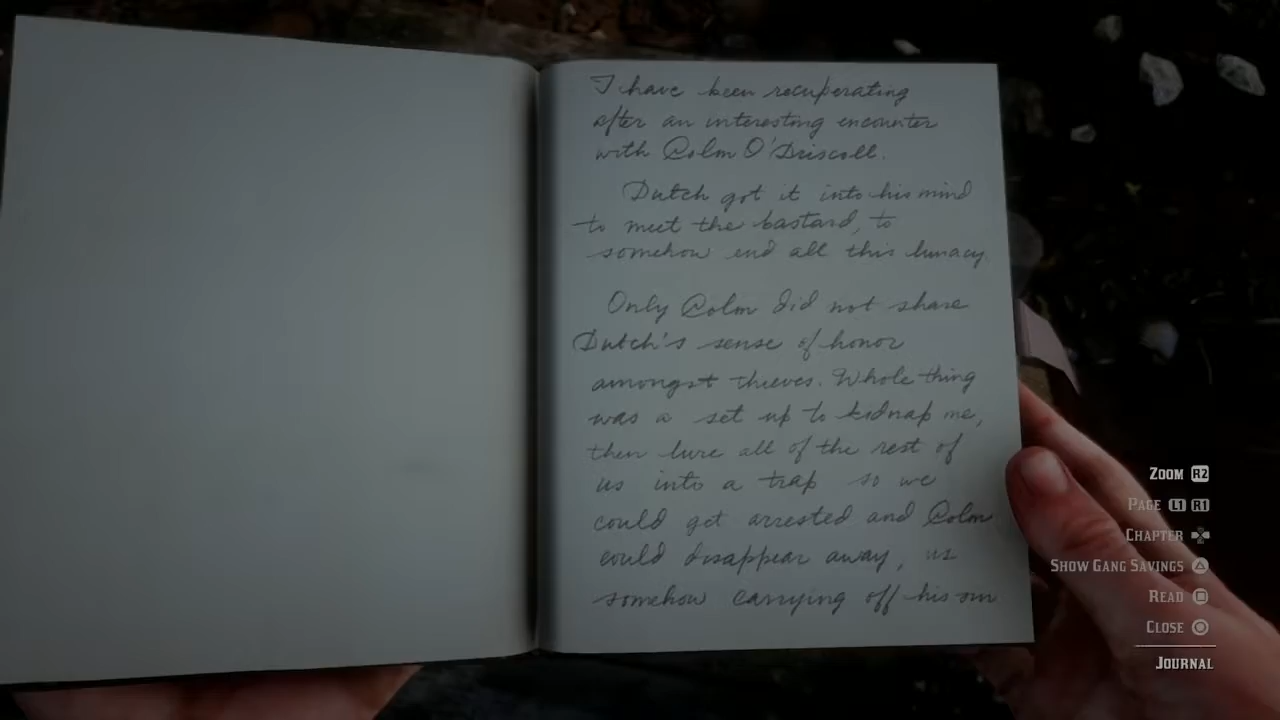 I have been recuperating
after an interesting encounter
with Colm O'Driscoll.
Dutch got it into his mind
to meet the bastard, to
somehow end all this lunacy.
Only Colm did not share
Dutch's sense of honor
amongst thieves. Whole thing
was a set up to kidnap me,
then lure all of the rest of
us into a trap so we
could get arrested and Colm
could disappear away, us
somehow carrying off his sin
ZOOM R2
PAGE L1 R1
CHAPTER
SHOW GANG SAVINGS
READ
CLOSE
JOURNAL